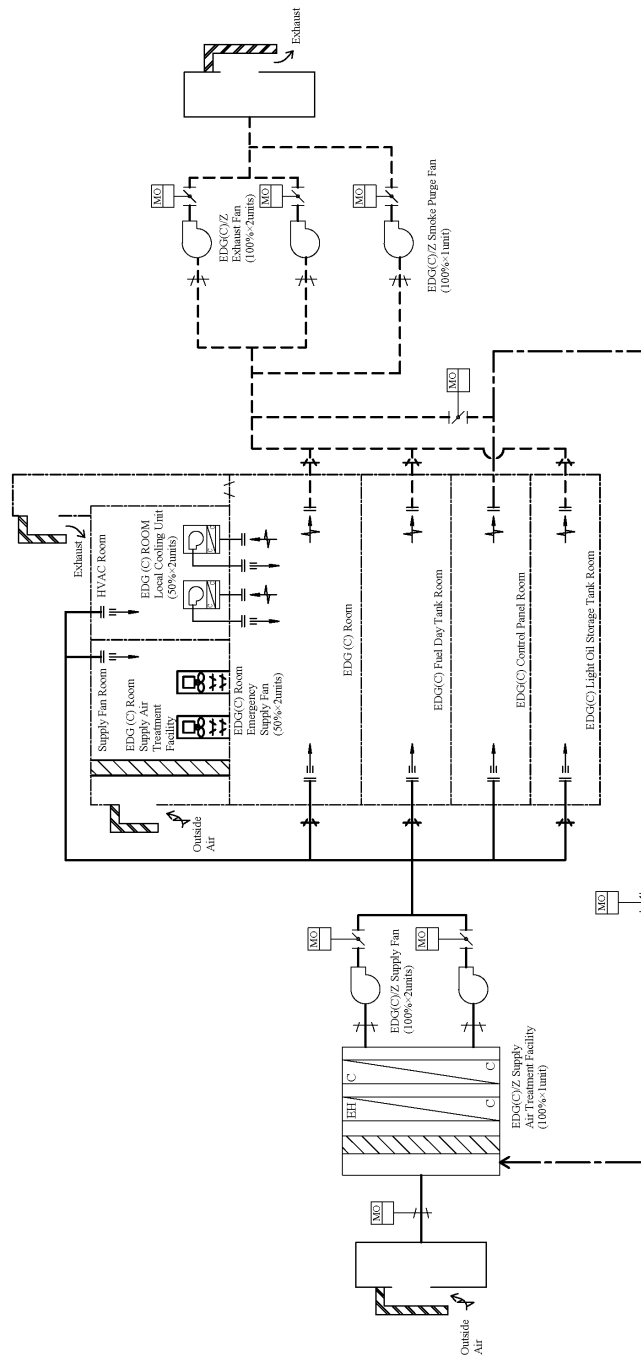 Exhaust
MO
MO
MO
EDG(C)/Z
Exhaust Fan
(100%×2units)
EDG(C)/Z Smoke Purge Fan
(100%×1unit)
MO
Exhaust
HVAC Room
EDG (C) ROOM
Local Cooling Unit
(50%×2units)
C
C
Supply Fan Room
EDG (C) Room
Supply Air
Treatment
Facility
EDG(C) Room
Emergency
Supply Fan
(50%×2units)
EDG (C) Room
EDG(C) Fuel Day Tank Room
EDG(C) Control Panel Room
EDG(C) Light Oil Storage Tank Room
Outside
Air
MO
MO
MO
EDG(C)/Z Supply Fan
(100%×2units)
EH
C
C
C
EDG(C)/Z Supply
Air Treatment Facility
(100%×1unit)
MO
Outside
Air